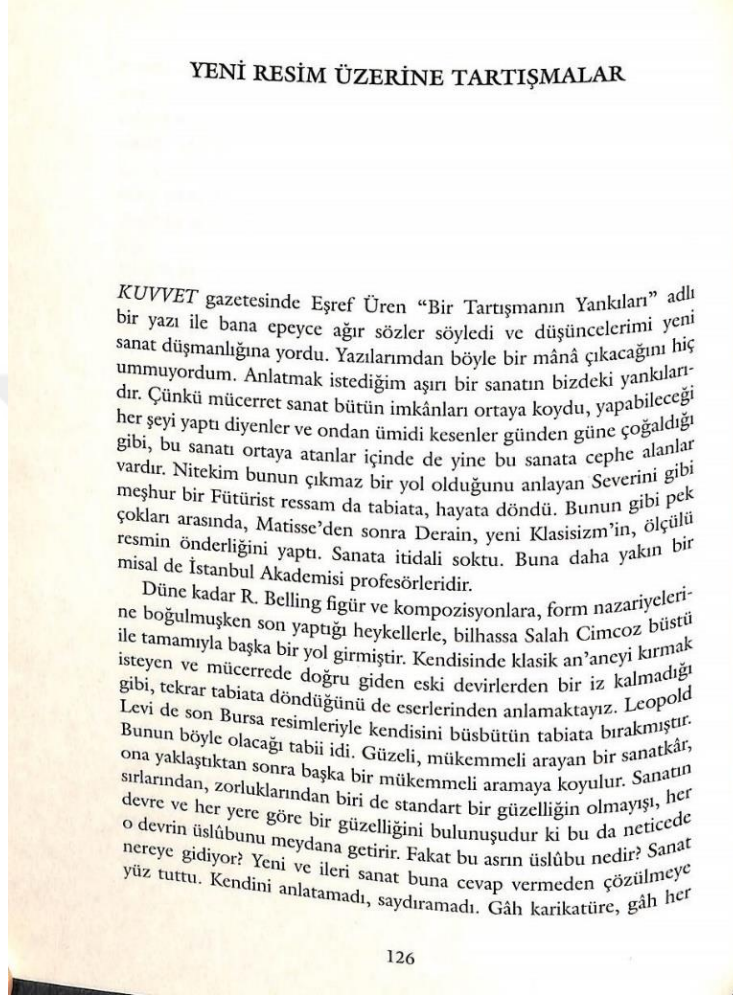 YENİ RESİM ÜZERİNE TARTIŞMALAR
KUVVET gazetesinde Eşref Üren “Bir Tartışmanın Yankıları” adlı
bir yazı ile bana epeyce ağır sözler söyledi ve düşüncelerimi yeni
sanat düşmanlığına yordu. Yazılarımdan böyle bir mânâ çıkacağını hiç
ummuyordum. Anlatmak istediğim aşırı bir sanatın bizdeki yankıları-
dır. Çünkü mücerret sanat bütün imkânları ortaya koydu, yapabileceği
her şeyi yaptı diyenler ve ondan ümidi kesenler günden güne çoğaldığı
gibi, bu sanatı ortaya atanlar içinde de yine bu sanata cephe alanlar
vardır. Nitekim bunun çıkmaz bir yol olduğunu anlayan Severini gibi
meşhur bir Fütürist ressam da tabiata, hayata döndü. Bunun gibi pek
çokları arasında, Matisse’den sonra Derain, yeni Klasisizm’in, ölçülü
resmin önderliğini yaptı. Sanata itidali soktu. Buna daha yakın bir
misal de İstanbul Akademisi profesörleridir.
Düne kadar R. Belling figür ve kompozisyonlara, form nazariyeleri-
ne boğulmuşken son yaptığı heykellerle, bilhassa Salah Cimcoz büstü
ile tamamıyla başka bir yol girmiştir. Kendisinde klasik an’aneyi kırmak
isteyen ve mücerrede doğru giden eski devirlerden bir iz kalmadığı
gibi, tekrar tabiata döndüğünü de eserlerinden anlamaktayız. Leopold
Levi de son Bursa resimleriyle kendisini büsbütün tabiata bırakmıştır.
Bunun böyle olacağı tabii idi. Güzeli, mükemmeli arayan bir sanatkâr,
ona yaklaştıktan sonra başka bir mükemmeli aramaya koyulur. Sanatın
sırlarından, zorluklarından biri de standart bir güzelliğin olmayışı, her
devre ve her yere göre bir güzelliğini bulunuşudur ki bu da neticede
o devrin üslûbunu meydana getirir. Fakat bu asrın üslûbu nedir? Sanat
nereye gidiyor? Yeni ve ileri sanat buna cevap vermeden çözülmeye
yüz tuttu. Kendini anlatamadı, saydıramadı. Gâh karikatüre, gâh her
126